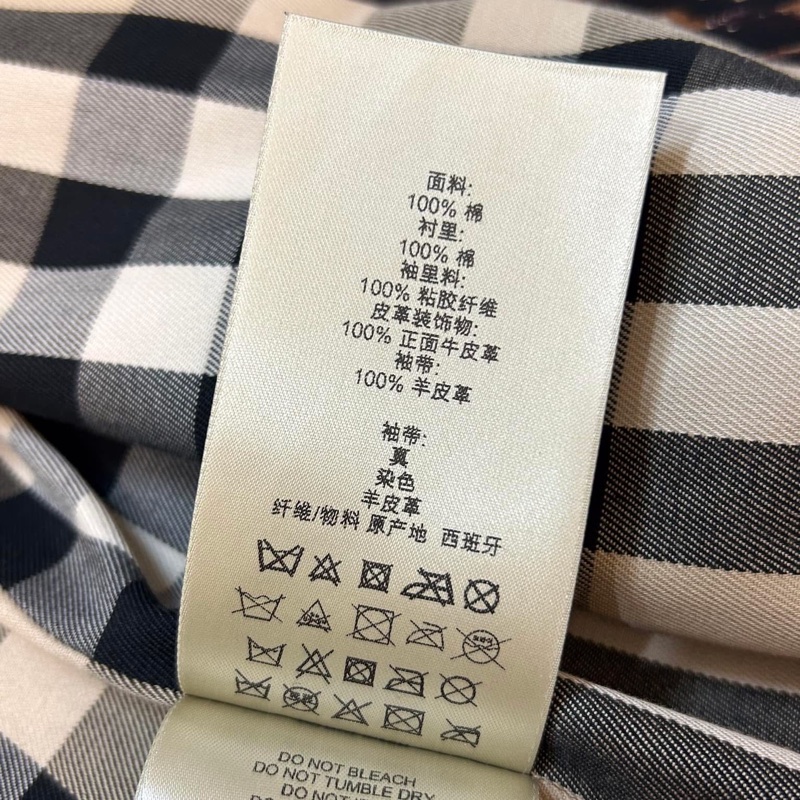 面料:
100% 棉
衬里:
100% 棉
袖里料:
100% 粘胶纤维
皮革装饰物:
100% 正面牛皮革
袖带:
100% 羊皮革
袖带:
真
染色
羊皮革
纤维/物料 原产地 西班牙
DO NOT BLEACH
DO NOT TUMBLE DRY
DO NOT